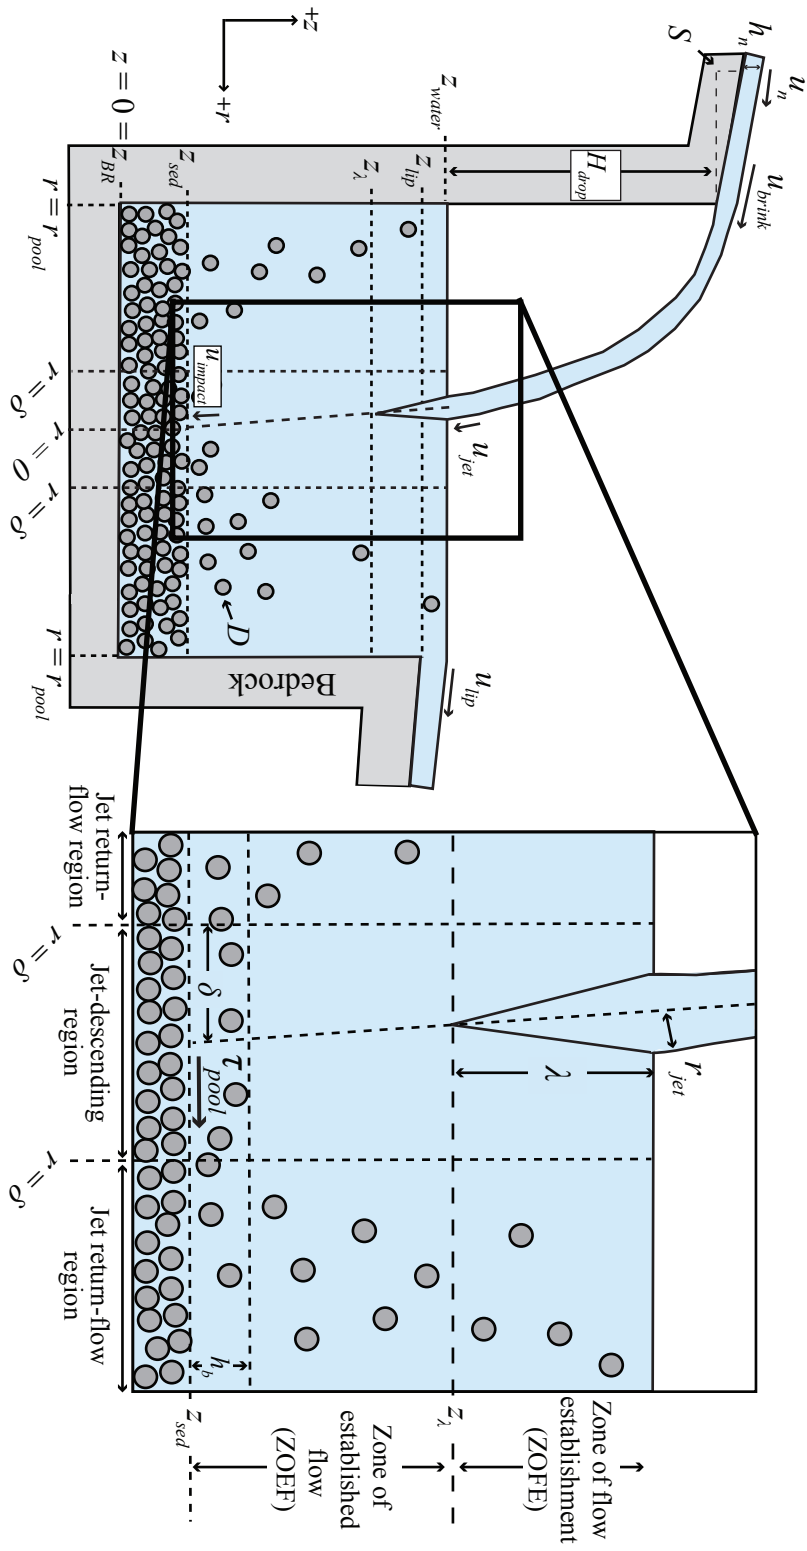 h_n
u_n
S
u_brink
+z
+r
z_water
H_drop
z_lip
z_λ
z_sed
z = 0 = z_BR
u_jet
u_impact
r = r_pool
r = δ
r = 0
r = δ
r = r_pool
D
u_lip
Bedrock
r_jet
λ
δ
τ_pool
h_b
z_λ
z_sed
Zone of flow
establishment
(ZOFE)
Zone of
established
flow
(ZOEF)
Jet return-
flow region
r = δ
Jet-descending
region
r = δ
Jet return-flow
region